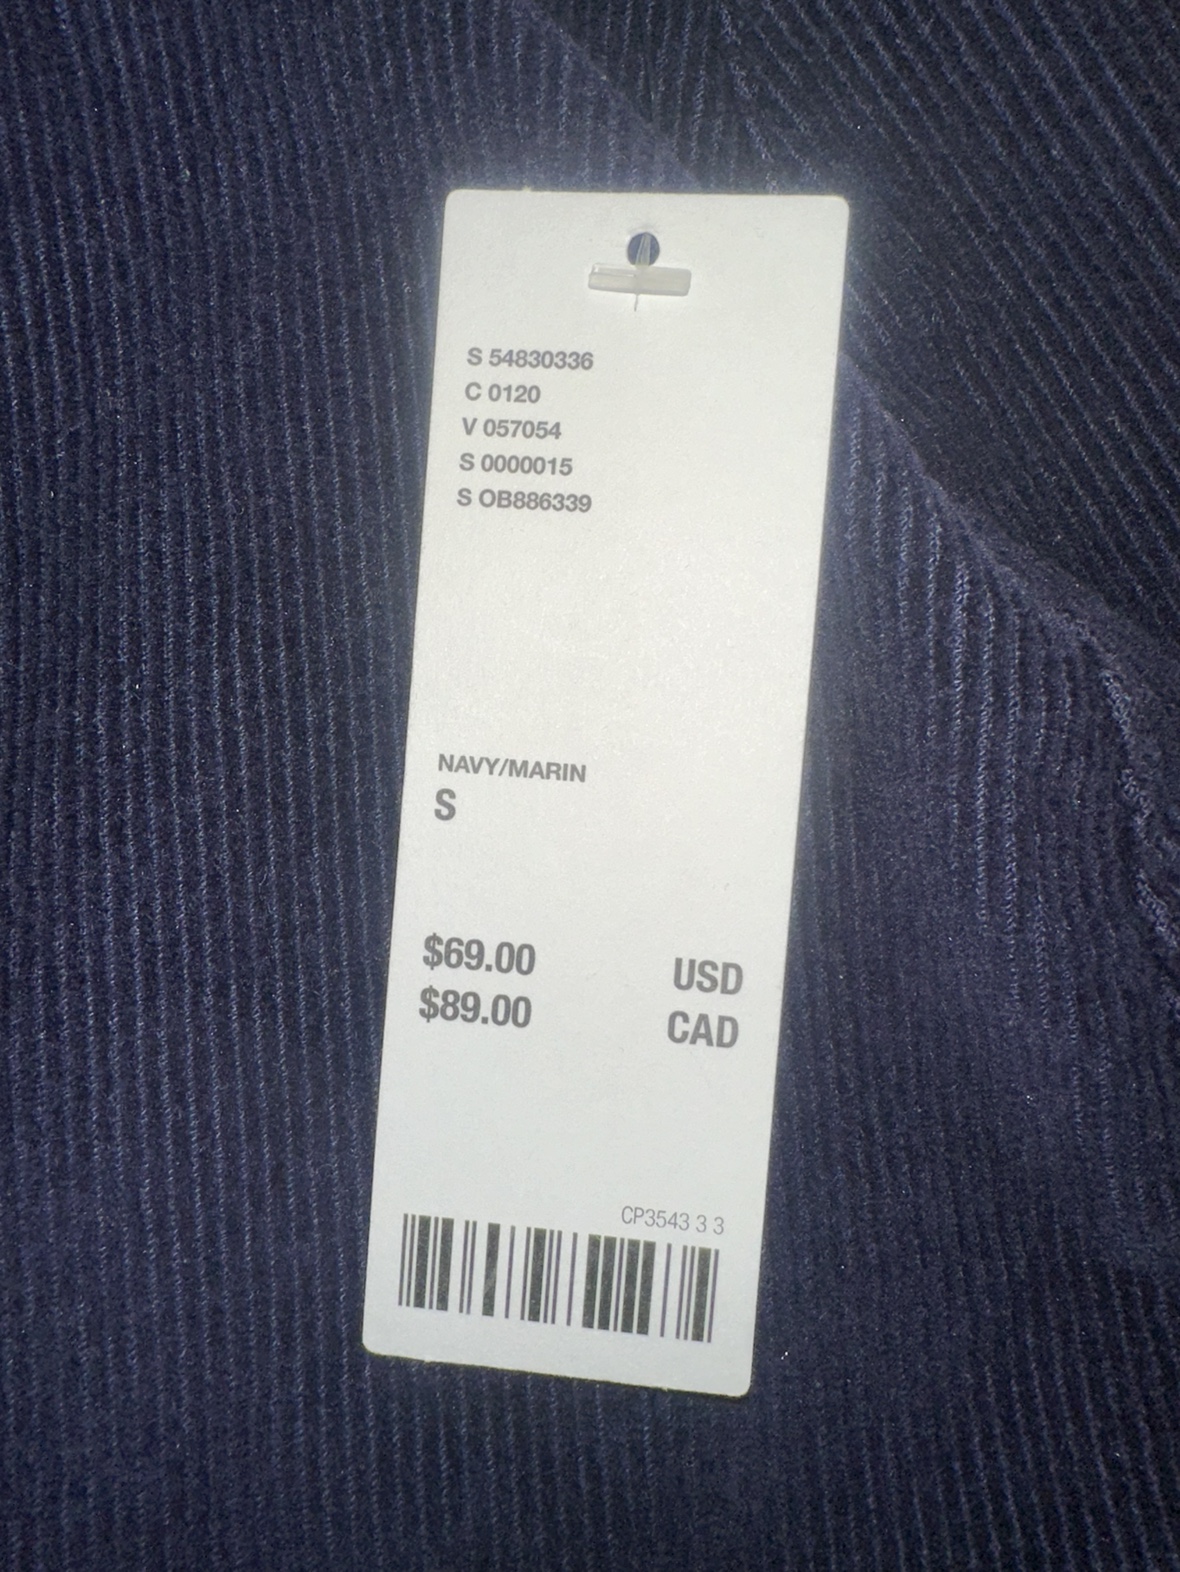 S 54830336
C 0120
V 057054
S 0000015
S OB886339
NAVY/MARIN
S
$69.00 USD
$89.00 CAD
CP3543 3 3